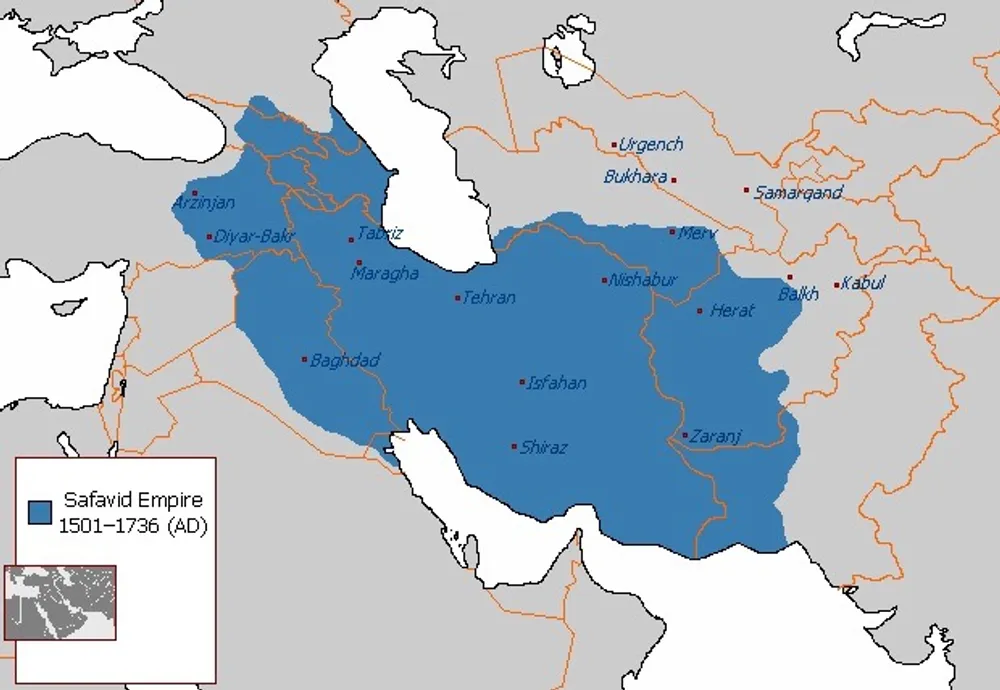 Urgench
Bukhara
Samarqand
Arzinjan
Diyar-Bakr
Tabriz
Merv
Maragha
Nishabur
Balkh
Kabul
Tehran
Herat
Baghdad
Isfahan
Zaranj
Shiraz
Safavid Empire
1501–1736 (AD)